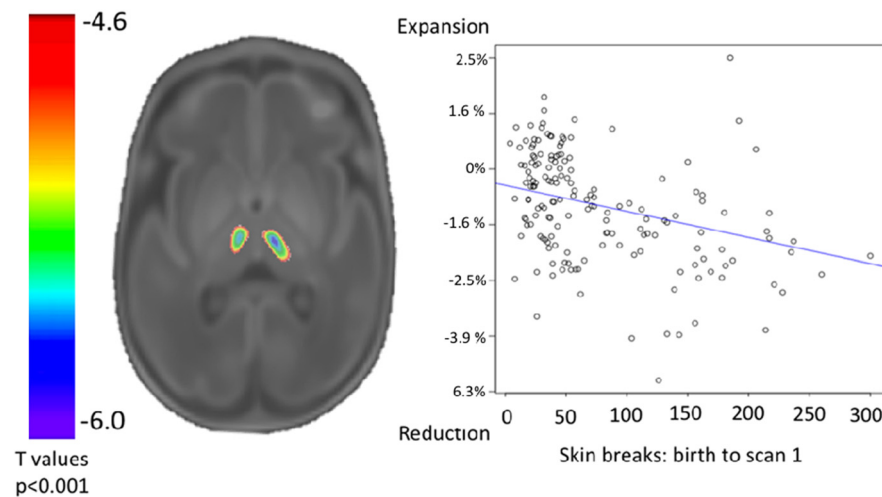 -4.6
-6.0
T values
p<0.001
Expansion
2.5%
1.6 %
0%
-1.6 %
-2.5%
-3.9 %
6.3%
Reduction
0 50 100 150 200 250 300
Skin breaks: birth to scan 1